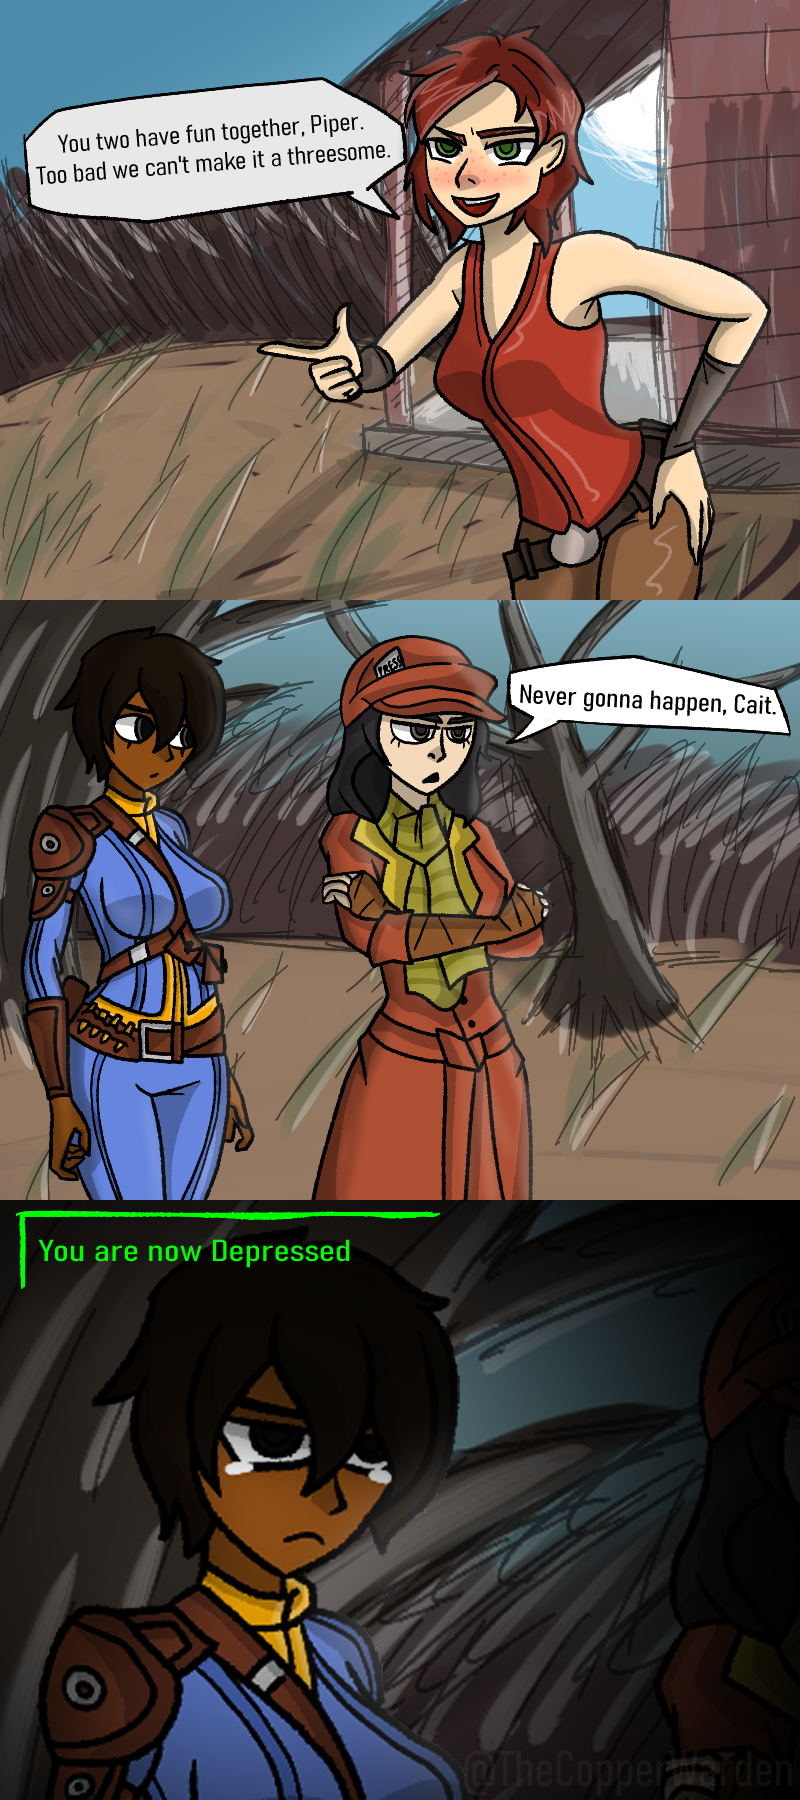 You two have fun together, Piper.
Too bad we can't make it a threesome.
PRESS
Never gonna happen, Cait.
You are now Depressed
@TheCopperWarden